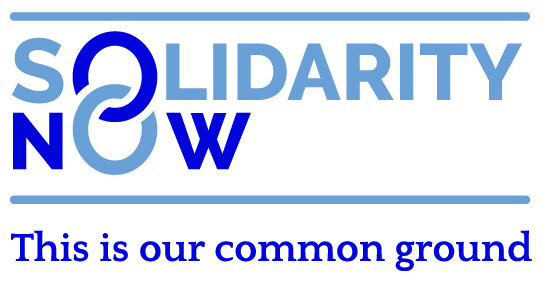 SOLIDARITY
NOW
This is our common ground